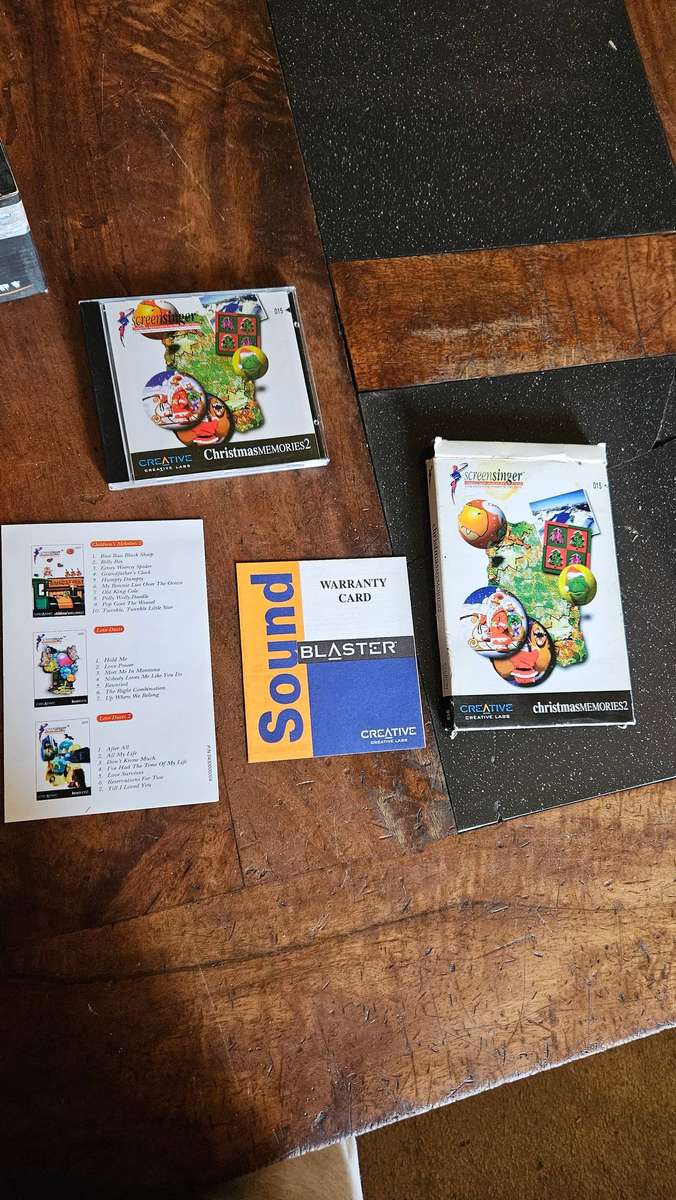 screensinger
015
CREATIVE
CREATIVE LABS
ChristmasMEMORIES2
screensinger
015
CREATIVE
CREATIVE LABS
christmasMEMORIES2
Children's Melodies 2
1. Baa Baa Black Sheep
2. Billy Boy
3. Eensy Weensy Spider
4. Grandfather's Clock
5. Humpty Dumpty
6. My Bonnie Lies Over The Ocean
7. Old King Cole
8. Polly Wolly Doodle
9. Pop Goes The Weasel
10. Twinkle, Twinkle Little Star
Love Duets
1. Hold Me
2. Love Power
3. Meet Me In Montana
4. Nobody Loves Me Like You Do
5. Reunited
6. The Right Combination
7. Up Where We Belong
Love Duets 2
1. After All
2. All My Life
3. Don't Know Much
4. I've Had The Time Of My Life
5. Love Survives
6. Reservations For Two
7. Till I Loved You
Sound
BLASTER
WARRANTY
CARD
CREATIVE
CREATIVE LABS